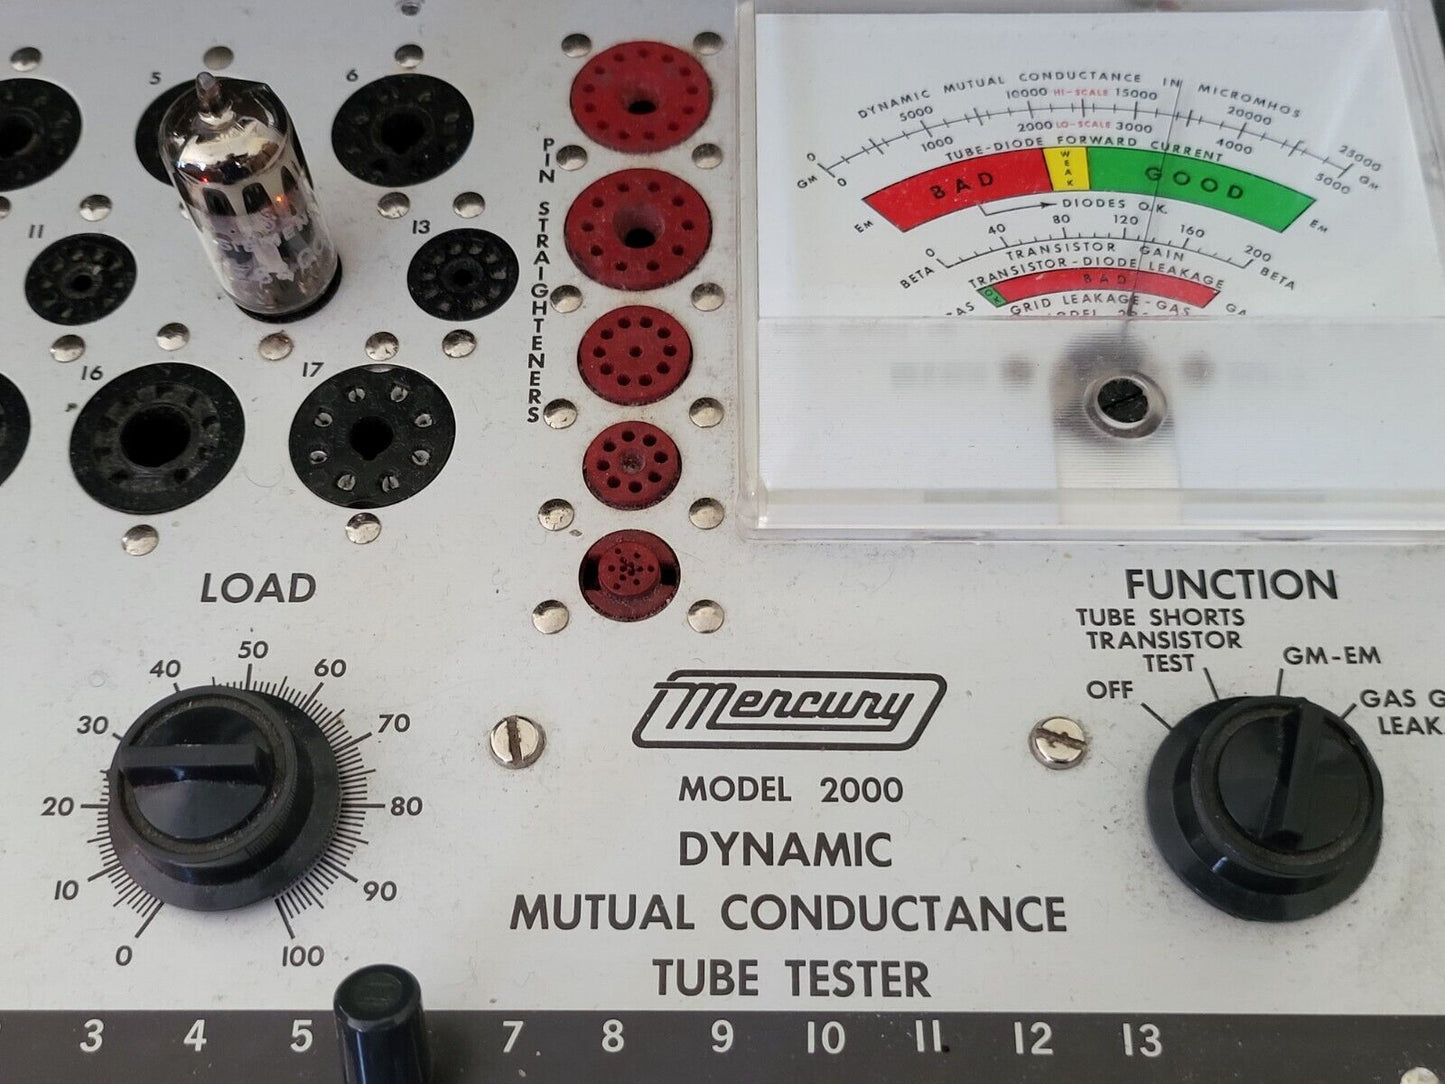 5
6
11
13
16
17
PIN STRAIGHTENERS
DYNAMIC MUTUAL CONDUCTANCE IN MICROMHOS
0 5000 10000 HI-SCALE 15000 20000 25000
GM 0 1000 2000 LO-SCALE 3000 4000 5000 GM
TUBE-DIODE FORWARD CURRENT
BAD WEAK GOOD
EM DIODES O.K. EM
0 40 80 120 160 200
BETA TRANSISTOR GAIN BETA
TRANSISTOR-DIODE LEAKAGE
BAD
OK
GRID LEAKAGE-GAS
LOAD
0 10 20 30 40 50 60 70 80 90 100
Mercury
MODEL 2000
DYNAMIC
MUTUAL CONDUCTANCE
TUBE TESTER
FUNCTION
TUBE SHORTS
TRANSISTOR
TEST
OFF
GM-EM
GAS G
LEAK.
3 4 5 7 8 9 10 11 12 13